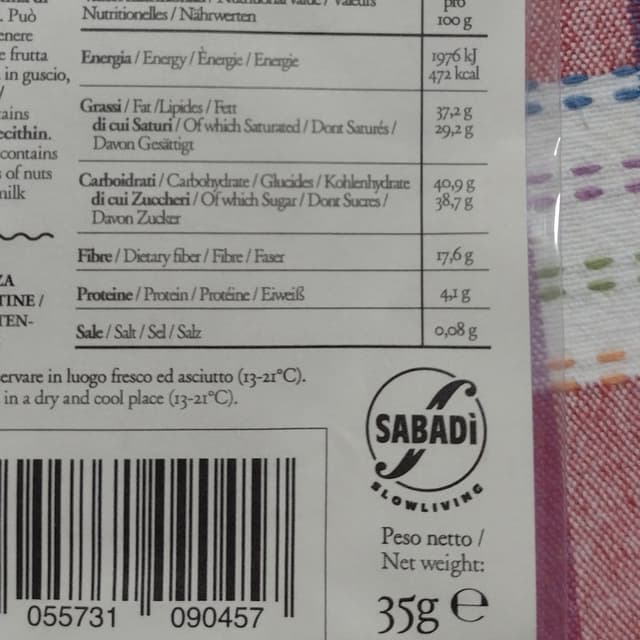 . Può
enere
e frutta
in guscio,
/
ains
ecithin.
contains
of nuts
milk
ZA
TINE /
TEN-
Nutritionelles / Nährwerten
pro
100 g
Energia / Energy / Ènergie / Energie
1976 kJ
472 kcal
Grassi / Fat /Lipides / Fett
37,2 g
di cui Saturi / Of which Saturated / Dont Saturés /
29,2 g
Davon Gesättigt
Carboidrati / Carbohydrate / Glucides / Kohlenhydrate
40,9 g
di cui Zuccheri / Of which Sugar / Dont Sucres /
38,7 g
Davon Zucker
Fibre / Dietary fiber / Fibre / Faser
17,6 g
Proteine / Protein / Protéine / Eiweiß
4,1 g
Sale / Salt / Sel / Salz
0,08 g
ervare in luogo fresco ed asciutto (13-21°C).
in a dry and cool place (13-21°C).
SABADÌ
SLOWLIVING
Peso netto /
Net weight:
35g ℮
055731 090457